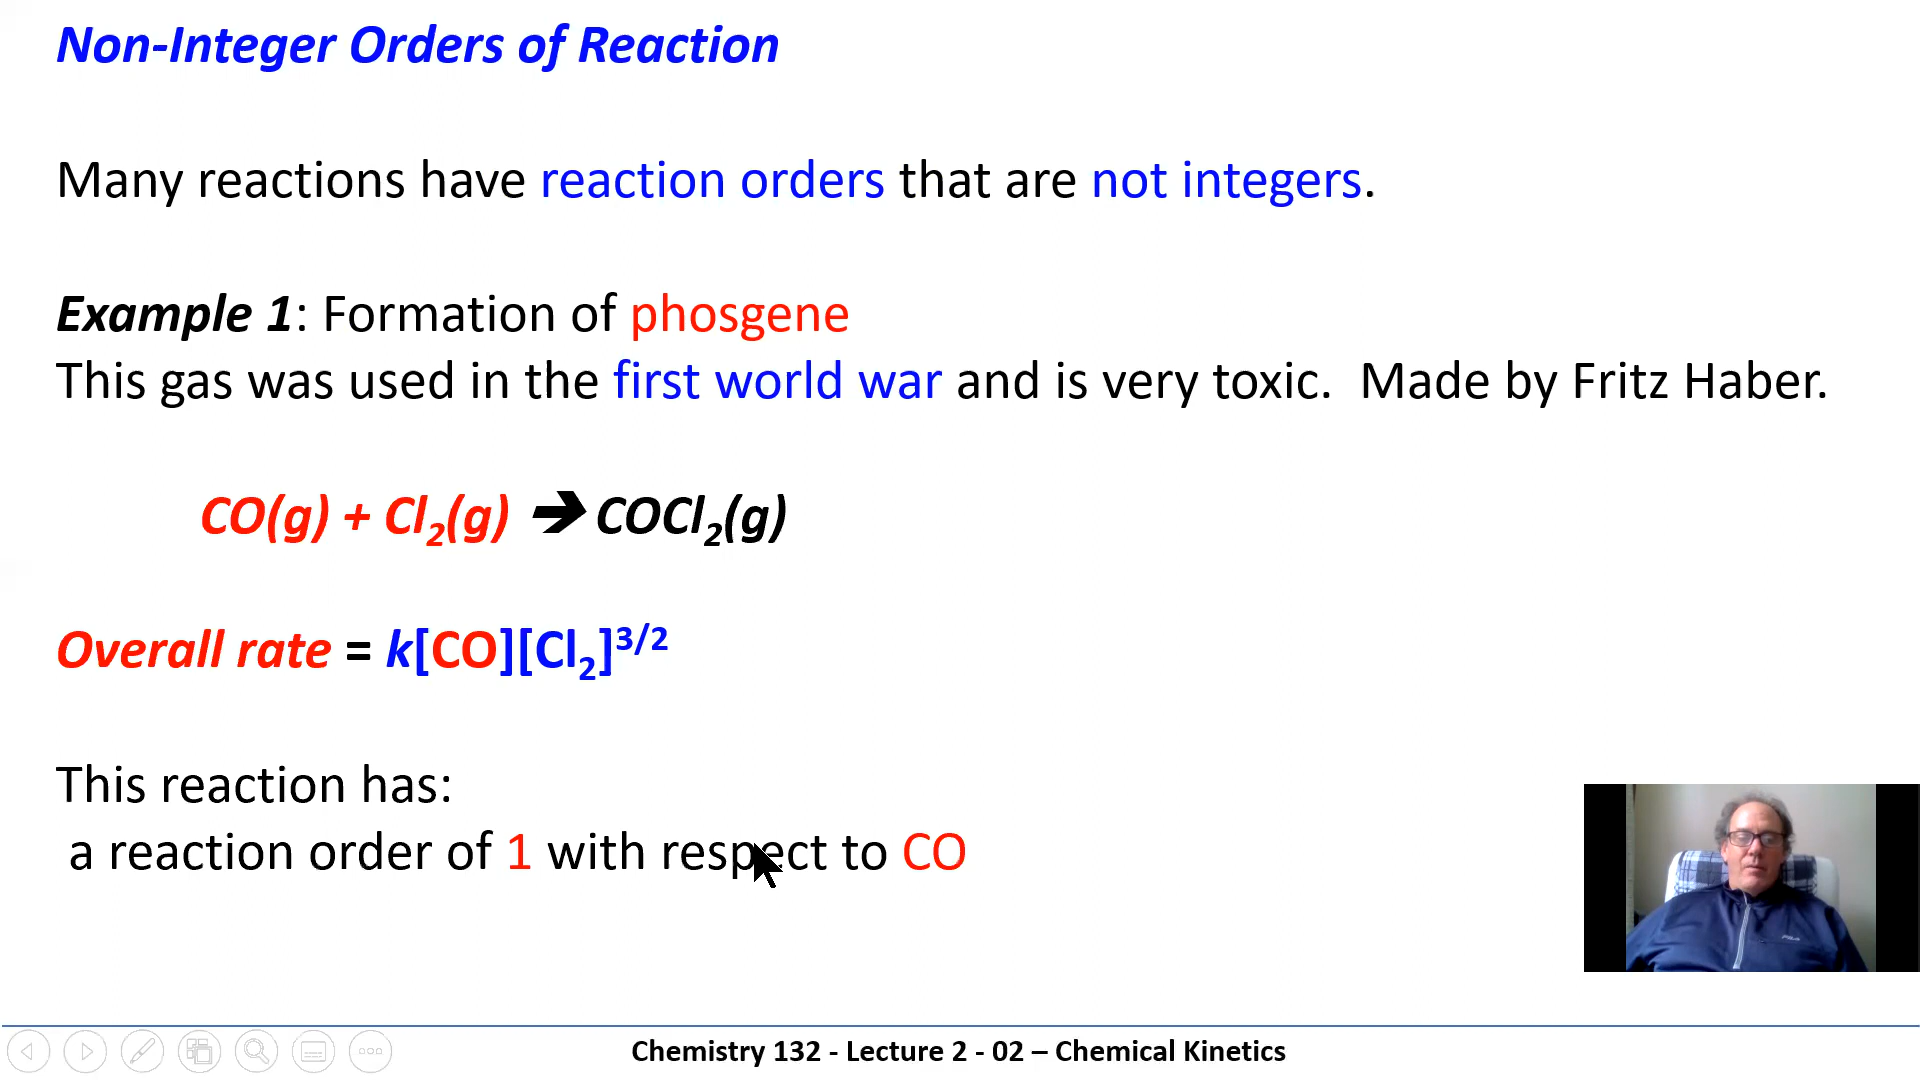 Non-Integer Orders of Reaction
Many reactions have reaction orders that are not integers.
Example 1: Formation of phosgene
This gas was used in the first world war and is very toxic. Made by Fritz Haber.
CO(g) + Cl₂(g) ➔ COCl₂(g)
Overall rate = k[CO][Cl₂]³/²
This reaction has:
a reaction order of 1 with respect to CO
FILA
Chemistry 132 - Lecture 2 - 02 – Chemical Kinetics